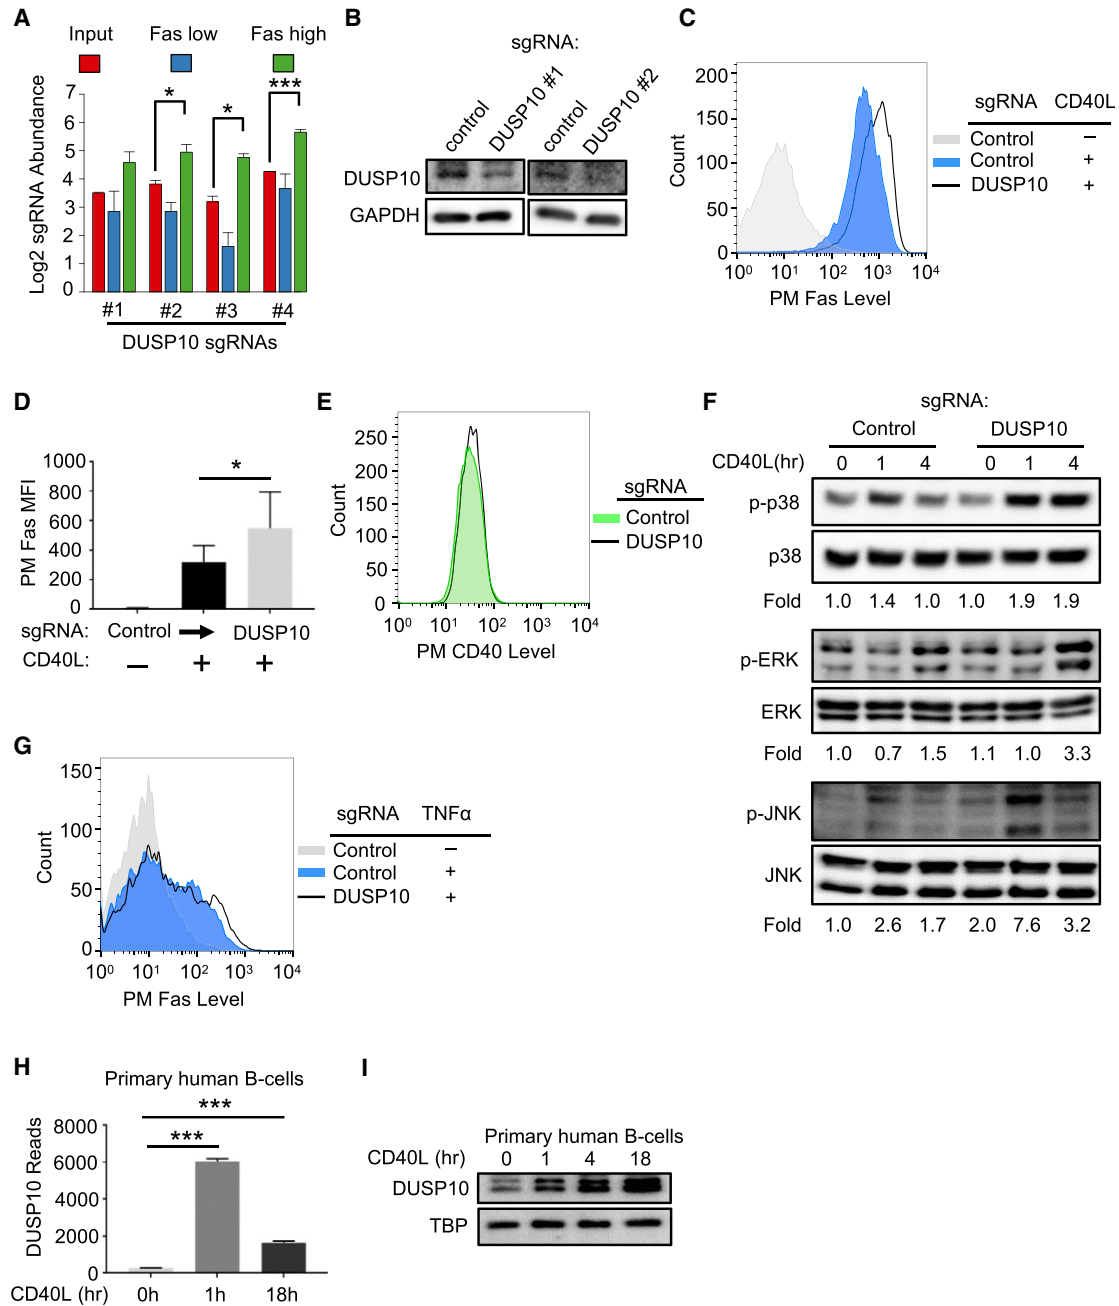 A
Input Fas low Fas high
Log2 sgRNA Abundance
7
6
5
4
3
2
1
0
* * ***
#1 #2 #3 #4
DUSP10 sgRNAs
B
sgRNA:
control DUSP10 #1 control DUSP10 #2
DUSP10
GAPDH
C
Count
200
150
100
50
0
10⁰ 10¹ 10² 10³ 10⁴
PM Fas Level
sgRNA CD40L
Control −
Control +
DUSP10 +
D
PM Fas MFI
1000
800
600
400
200
0
*
sgRNA: Control → DUSP10
CD40L: − + +
E
Count
250
200
150
100
50
0
10⁰ 10¹ 10² 10³ 10⁴
PM CD40 Level
sgRNA
Control
DUSP10
F
sgRNA:
Control DUSP10
CD40L(hr) 0 1 4 0 1 4
p-p38
p38
Fold 1.0 1.4 1.0 1.0 1.9 1.9
p-ERK
ERK
Fold 1.0 0.7 1.5 1.1 1.0 3.3
p-JNK
JNK
Fold 1.0 2.6 1.7 2.0 7.6 3.2
G
Count
150
100
50
0
10⁰ 10¹ 10² 10³ 10⁴
PM Fas Level
sgRNA TNFα
Control −
Control +
DUSP10 +
H
Primary human B-cells
DUSP10 Reads
8000
6000
4000
2000
0
***
***
CD40L (hr) 0h 1h 18h
I
Primary human B-cells
CD40L (hr) 0 1 4 18
DUSP10
TBP